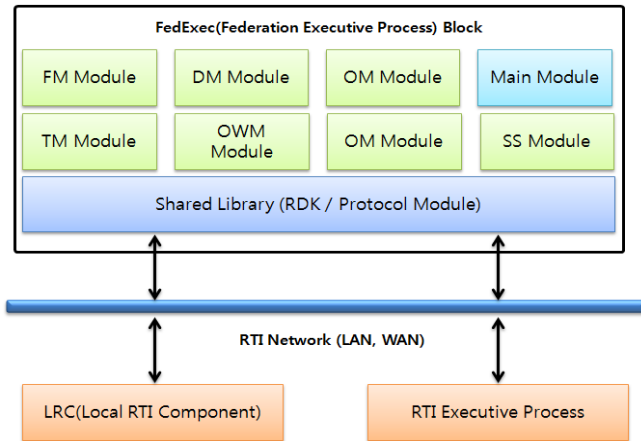 FedExec(Federation Executive Process) Block
FM Module
DM Module
OM Module
Main Module
TM Module
OWM
Module
OM Module
SS Module
Shared Library (RDK / Protocol Module)
RTI Network (LAN, WAN)
LRC(Local RTI Component)
RTI Executive Process